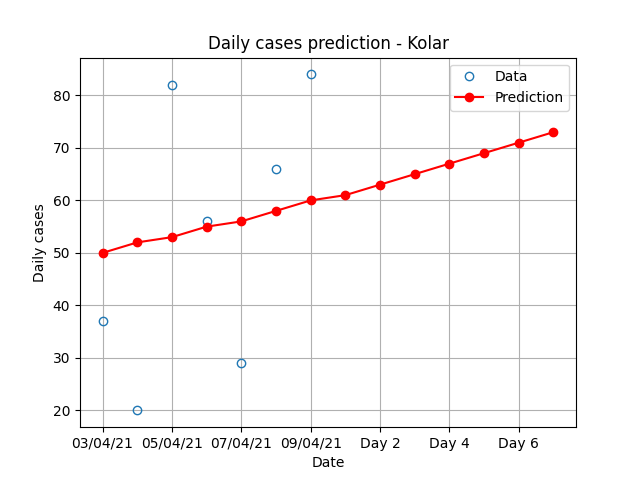 Daily cases prediction - Kolar
Data
Prediction
80
70
60
50
40
30
20
Daily cases
03/04/21 05/04/21 07/04/21 09/04/21 Day 2 Day 4 Day 6
Date